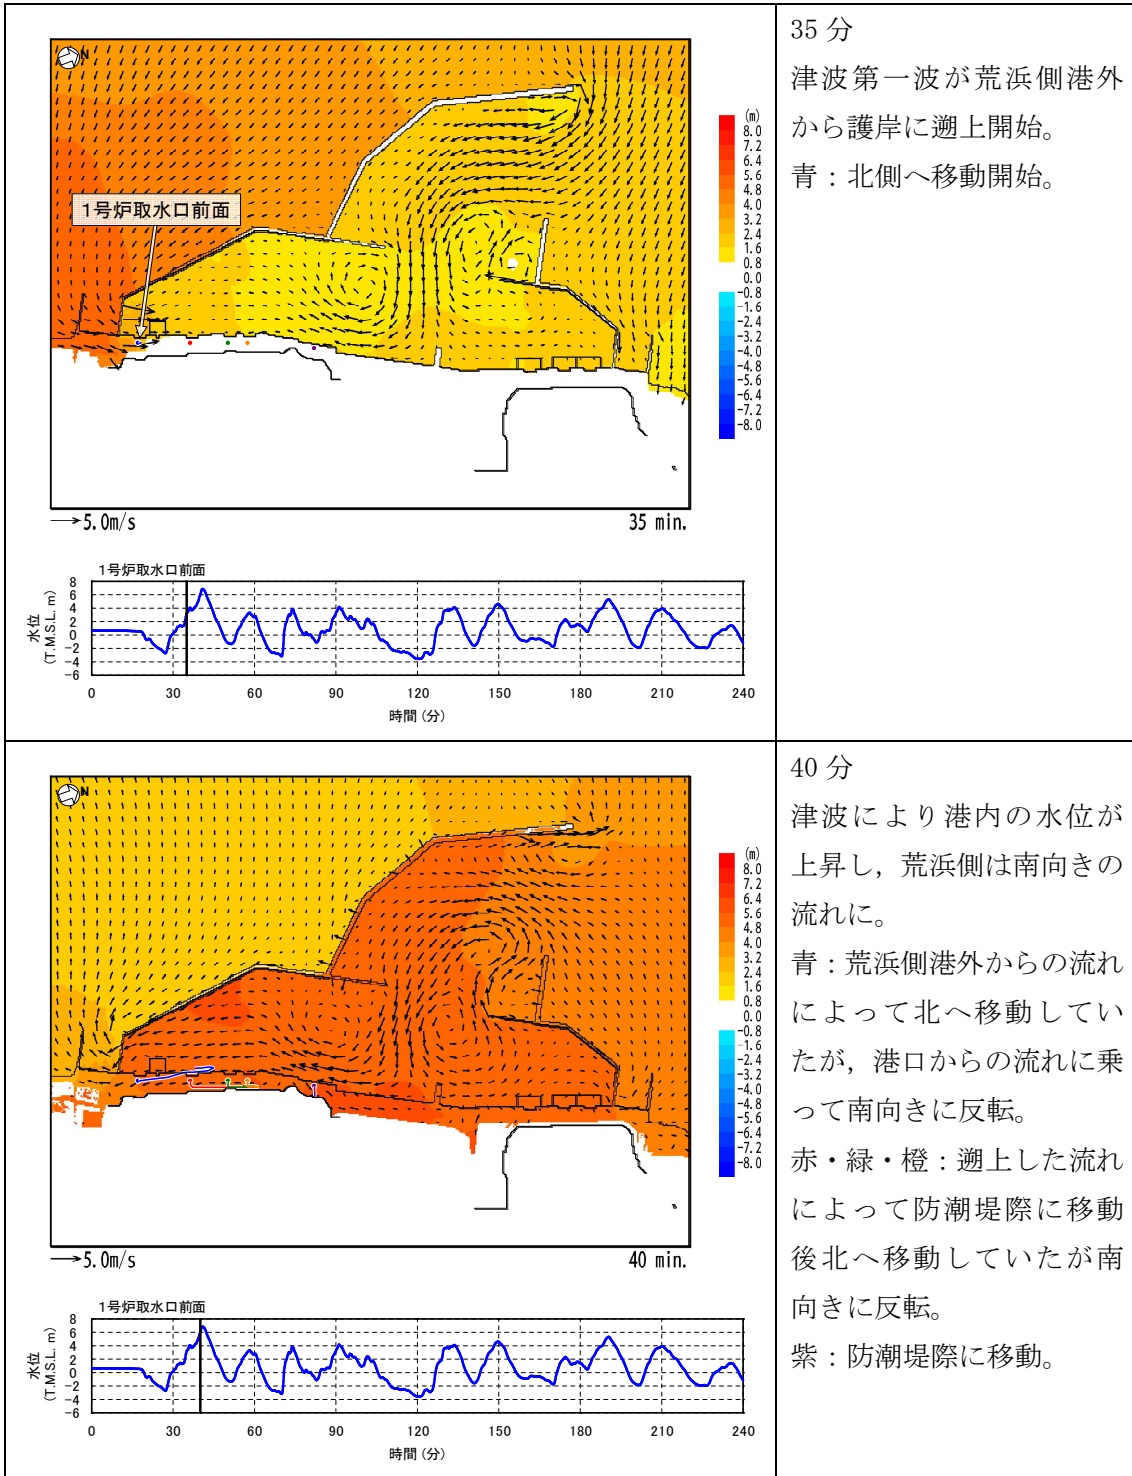 35 分
津波第一波が荒浜側港外
から護岸に遡上開始。
青：北側へ移動開始。
N
1号炉取水口前面
(m)
8.0
7.2
6.4
5.6
4.8
4.0
3.2
2.4
1.6
0.8
0.0
-0.8
-1.6
-2.4
-3.2
-4.0
-4.8
-5.6
-6.4
-7.2
-8.0
5.0m/s
35 min.
1号炉取水口前面
水位
(T.M.S.L. m)
8
6
4
2
0
-2
-4
-6
0 30 60 90 120 150 180 210 240
時間(分)
40 分
津波により港内の水位が
上昇し，荒浜側は南向きの
流れに。
青：荒浜側港外からの流れ
によって北へ移動してい
たが，港口からの流れに乗
って南向きに反転。
赤・緑・橙：遡上した流れ
によって防潮堤際に移動
後北へ移動していたが南
向きに反転。
紫：防潮堤際に移動。
N
(m)
8.0
7.2
6.4
5.6
4.8
4.0
3.2
2.4
1.6
0.8
0.0
-0.8
-1.6
-2.4
-3.2
-4.0
-4.8
-5.6
-6.4
-7.2
-8.0
5.0m/s
40 min.
1号炉取水口前面
水位
(T.M.S.L. m)
8
6
4
2
0
-2
-4
-6
0 30 60 90 120 150 180 210 240
時間(分)